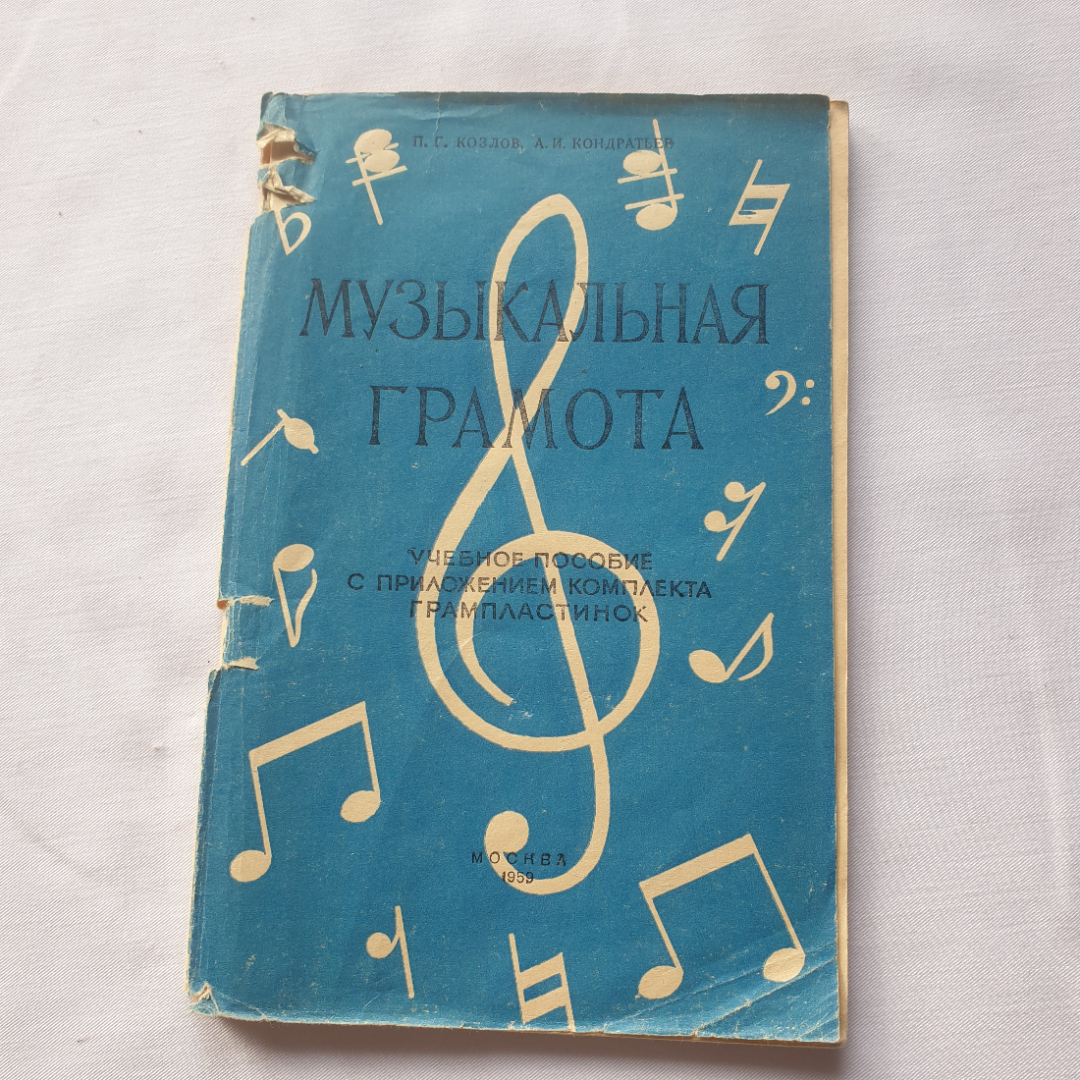 П. Г. КОЗЛОВ, А. И. КОНДРАТЬЕВ
МУЗЫКАЛЬНАЯ
ГРАМОТА
УЧЕБНОЕ ПОСОБИЕ
С ПРИЛОЖЕНИЕМ КОМПЛЕКТА
ГРАМПЛАСТИНОК
МОСКВА
1959